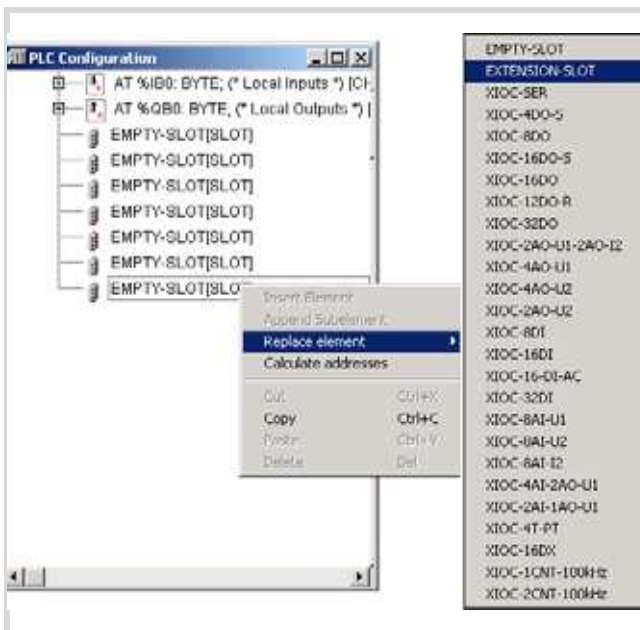 PLC Configuration
AT %IB0: BYTE; (* Local Inputs *) [CH
AT %QB0: BYTE; (* Local Outputs *) [
EMPTY-SLOT[SLOT]
EMPTY-SLOT[SLOT]
EMPTY-SLOT[SLOT]
EMPTY-SLOT[SLOT]
EMPTY-SLOT[SLOT]
EMPTY-SLOT[SLOT]
EMPTY-SLOT[SLO
Insert Element
Append Subelement
Replace element
Calculate addresses
Cut Ctrl+X
Copy Ctrl+C
Paste Ctrl+V
Delete Del
EMPTY-SLOT
EXTENSION-SLOT
XIOC-SER
XIOC-4DO-S
XIOC-8DO
XIOC-16DO-S
XIOC-16DO
XIOC-12DO-R
XIOC-32DO
XIOC-2AO-U1-2AO-I2
XIOC-4AO-U1
XIOC-4AO-U2
XIOC-2AO-U2
XIOC-8DI
XIOC-16DI
XIOC-16-DI-AC
XIOC-32DI
XIOC-8AI-U1
XIOC-8AI-U2
XIOC-8AI-I2
XIOC-4AI-2AO-U1
XIOC-2AI-1AO-U1
XIOC-4T-PT
XIOC-16DX
XIOC-1CNT-100kHz
XIOC-2CNT-100kHz